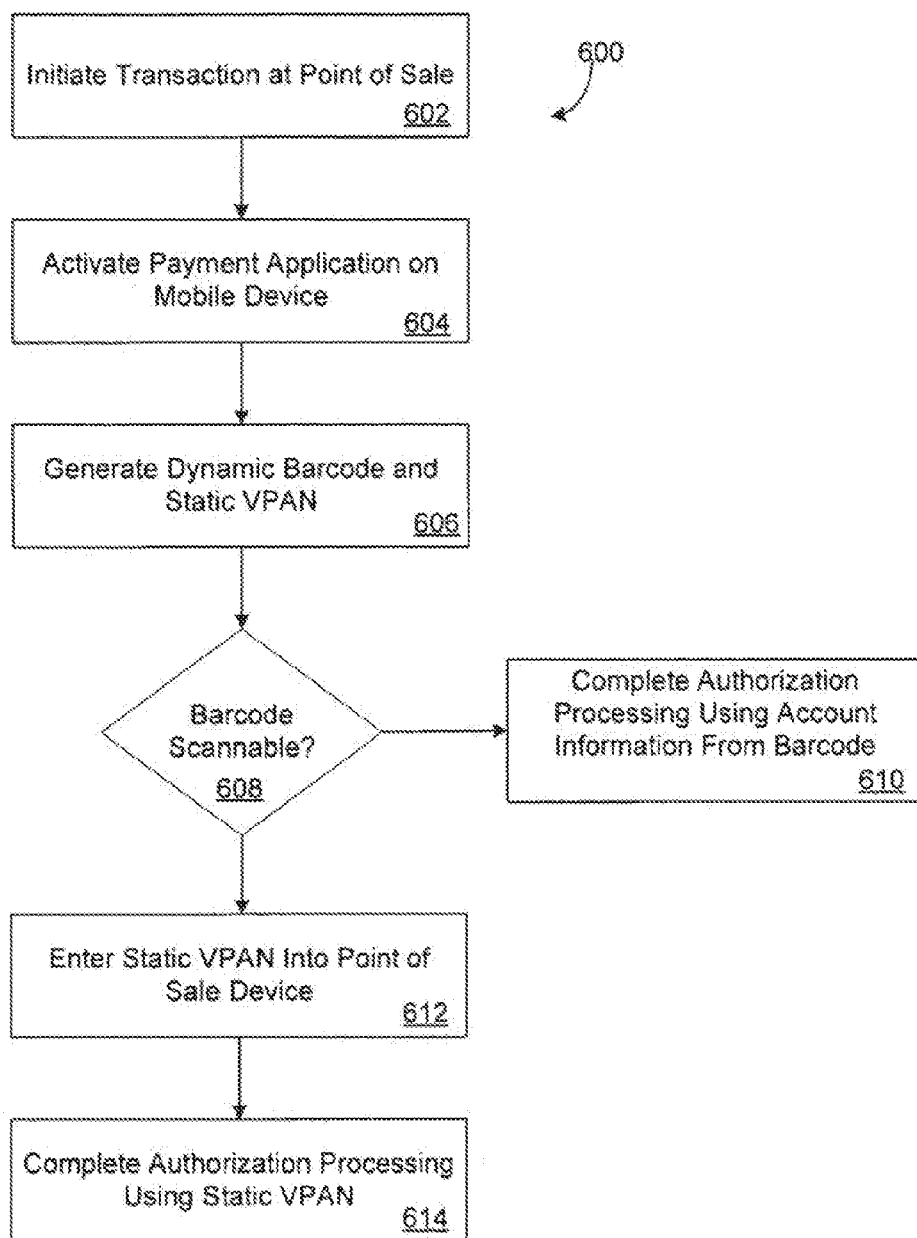 Initiate Transaction at Point of Sale
602
600
Activate Payment Application on
Mobile Device
604
Generate Dynamic Barcode and
Static VPAN
606
Barcode
Scannable?
608
Complete Authorization
Processing Using Account
Information From Barcode
610
Enter Static VPAN Into Point of
Sale Device
612
Complete Authorization Processing
Using Static VPAN
614